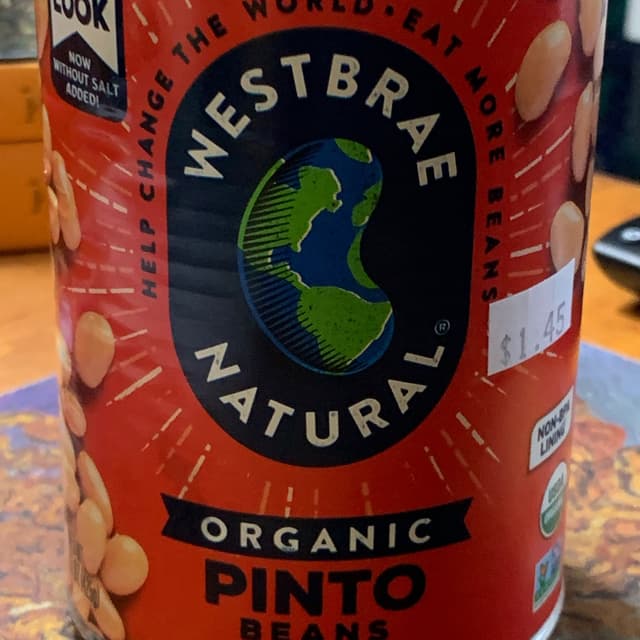 LOOK
NOW
WITHOUT SALT
ADDED!
HELP CHANGE THE WORLD • EAT MORE BEANS
WESTBRAE
NATURAL®
$1.45
NON-BPA
LINING
USDA
ORGANIC
PINTO
BEANS